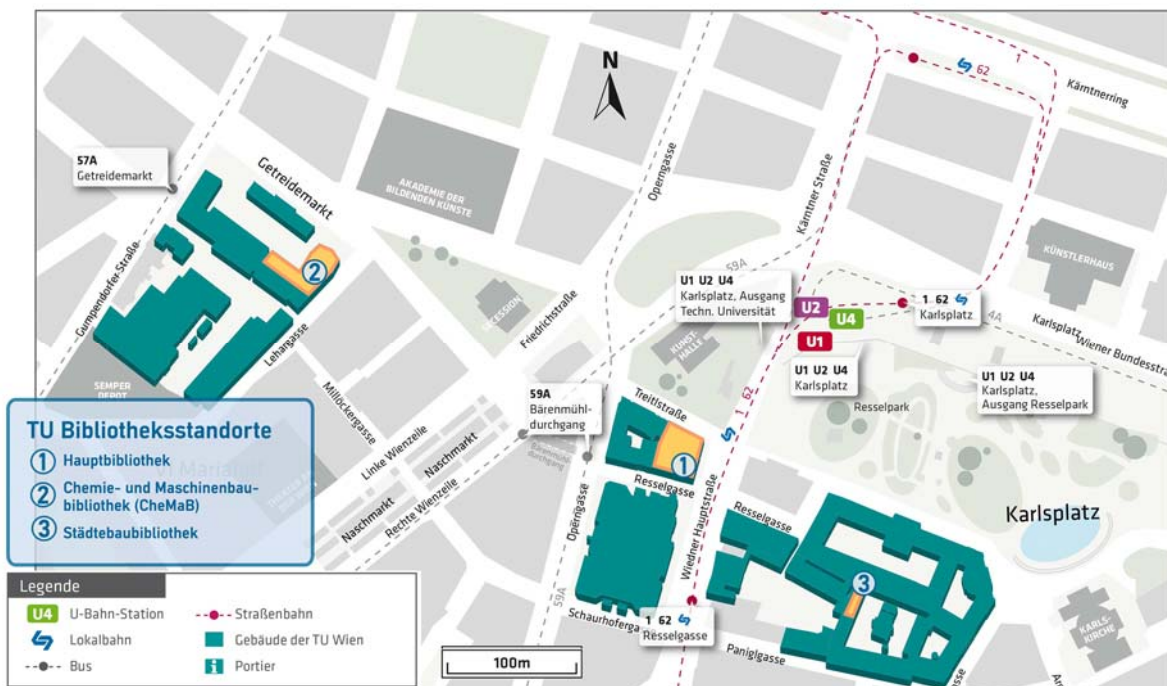 N
1
62
Kärntnerring
57A
Getreidemarkt
Getreidemarkt
AKADEMIE DER
BILDENDEN KÜNSTE
Operngasse
Kärntner Straße
KÜNSTLERHAUS
Gumpendorfer-Straße
2
SECESSION
Friedrichstraße
59A
U1 U2 U4
Karlsplatz, Ausgang
Techn. Universität
U2
U4
U1
1 62
Karlsplatz
4A
Karlsplatz
Wiener Bundesstra
KUNST-
HALLE
Lehargasse
SEMPER
DEPOT
Millöckergasse
U1 U2 U4
Karlsplatz
U1 U2 U4
Karlsplatz,
Ausgang Resselpark
59A
Bärenmühl-
durchgang
Treitlstraße
1 62
Resselpark
Linke Wienzeile
Naschmarkt
Bärenmühl-
durchgang
1
Resselgasse
TU Bibliotheksstandorte
1 Hauptbibliothek
2 Chemie- und Maschinenbau-
bibliothek (CheMaB)
3 Städtebaubibliothek
Naschmarkt
Rechte Wienzeile
Operngasse
Wiedner Hauptstraße
Resselgasse
Karlsplatz
3
59A
Schaurhofergasse
1 62
Resselgasse
Paniglgasse
KARLS-
KIRCHE
Legende
U4 U-Bahn-Station
Straßenbahn
Lokalbahn
Gebäude der TU Wien
Bus
i Portier
100m